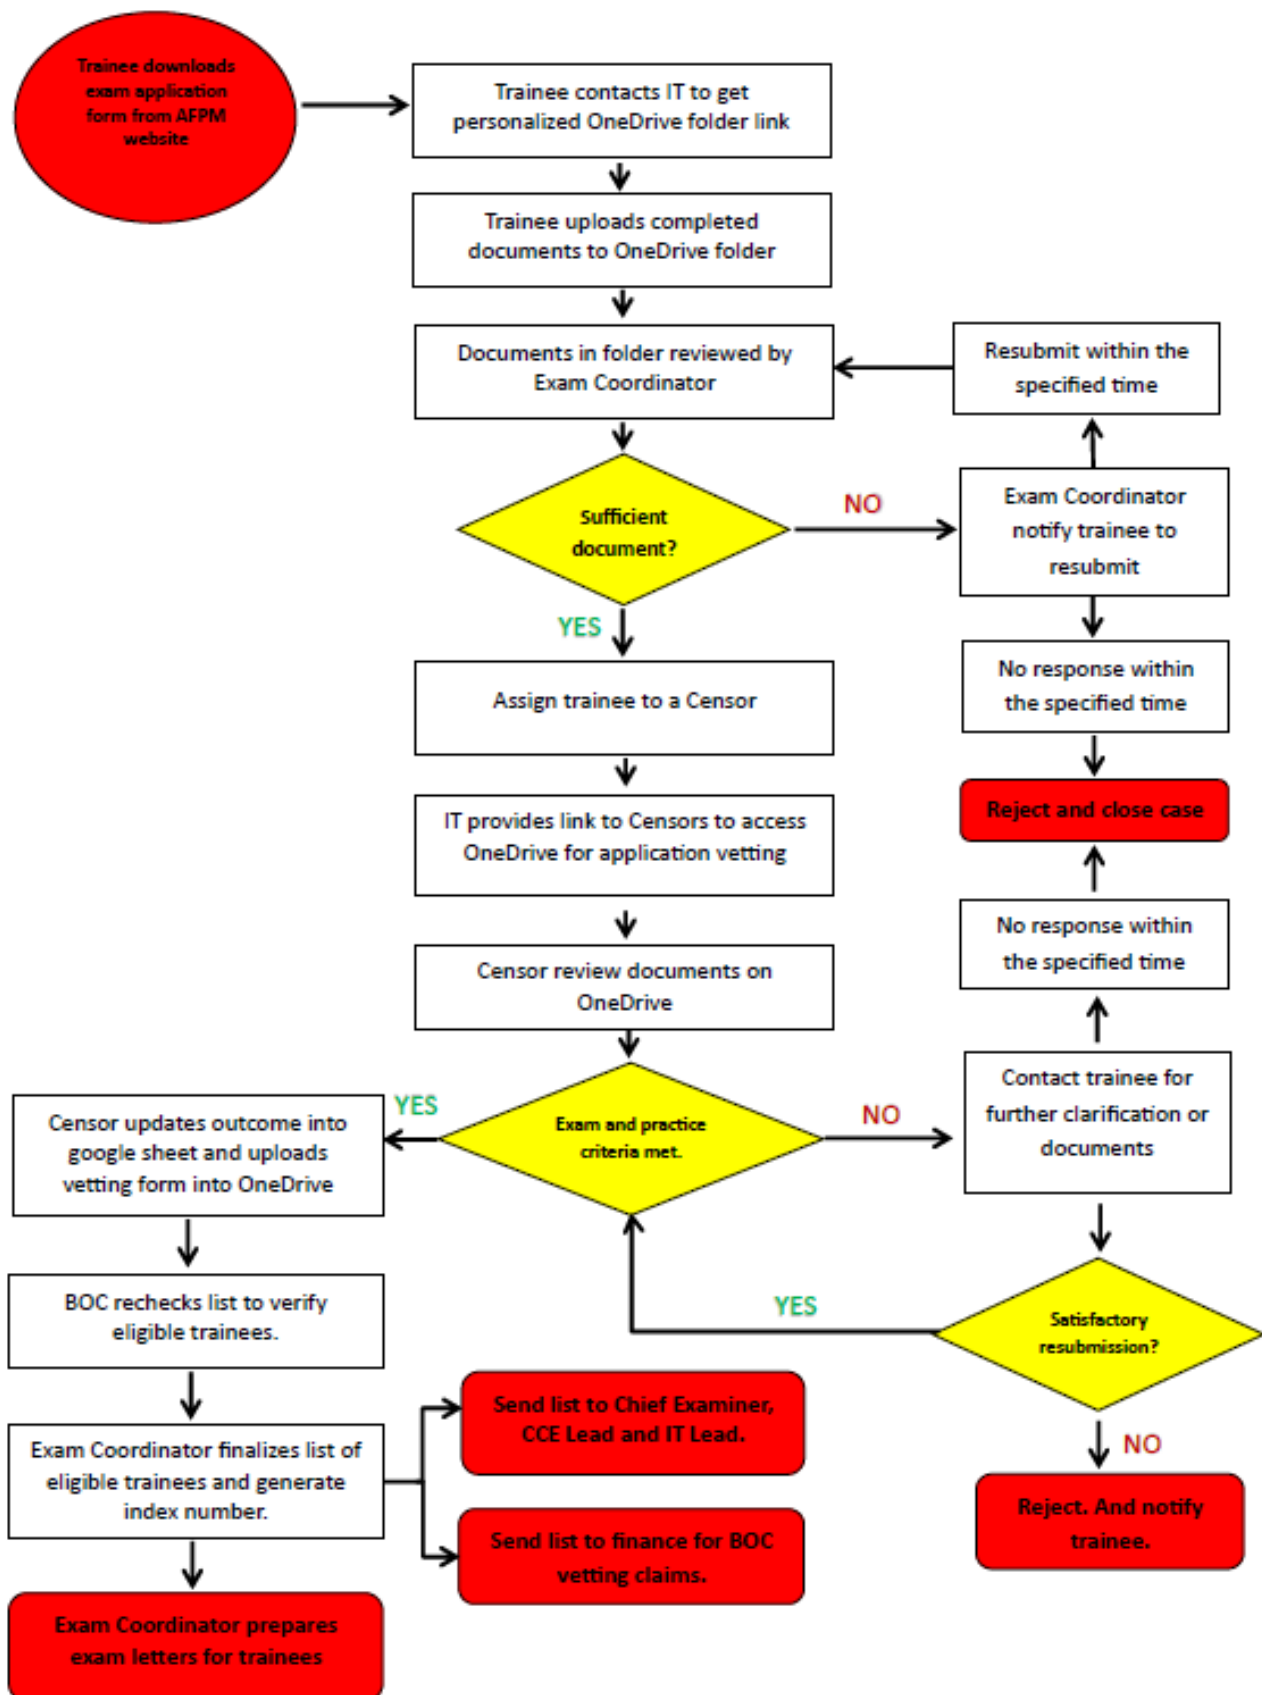 Trainee downloads
exam application
form from AFPM
website
Trainee contacts IT to get
personalized OneDrive folder link
Trainee uploads completed
documents to OneDrive folder
Documents in folder reviewed by
Exam Coordinator
Resubmit within the
specified time
Sufficient
document?
NO
Exam Coordinator
notify trainee to
resubmit
YES
No response within
the specified time
Assign trainee to a Censor
Reject and close case
IT provides link to Censors to access
OneDrive for application vetting
No response within
the specified time
Censor review documents on
OneDrive
Contact trainee for
further clarification or
documents
Exam and practice
criteria met.
YES
NO
Censor updates outcome into
google sheet and uploads
vetting form into OneDrive
BOC rechecks list to verify
eligible trainees.
YES
Satisfactory
resubmission?
Send list to Chief Examiner,
CCE Lead and IT Lead.
NO
Exam Coordinator finalizes list of
eligible trainees and generate
index number.
Reject. And notify
trainee.
Send list to finance for BOC
vetting claims.
Exam Coordinator prepares
exam letters for trainees